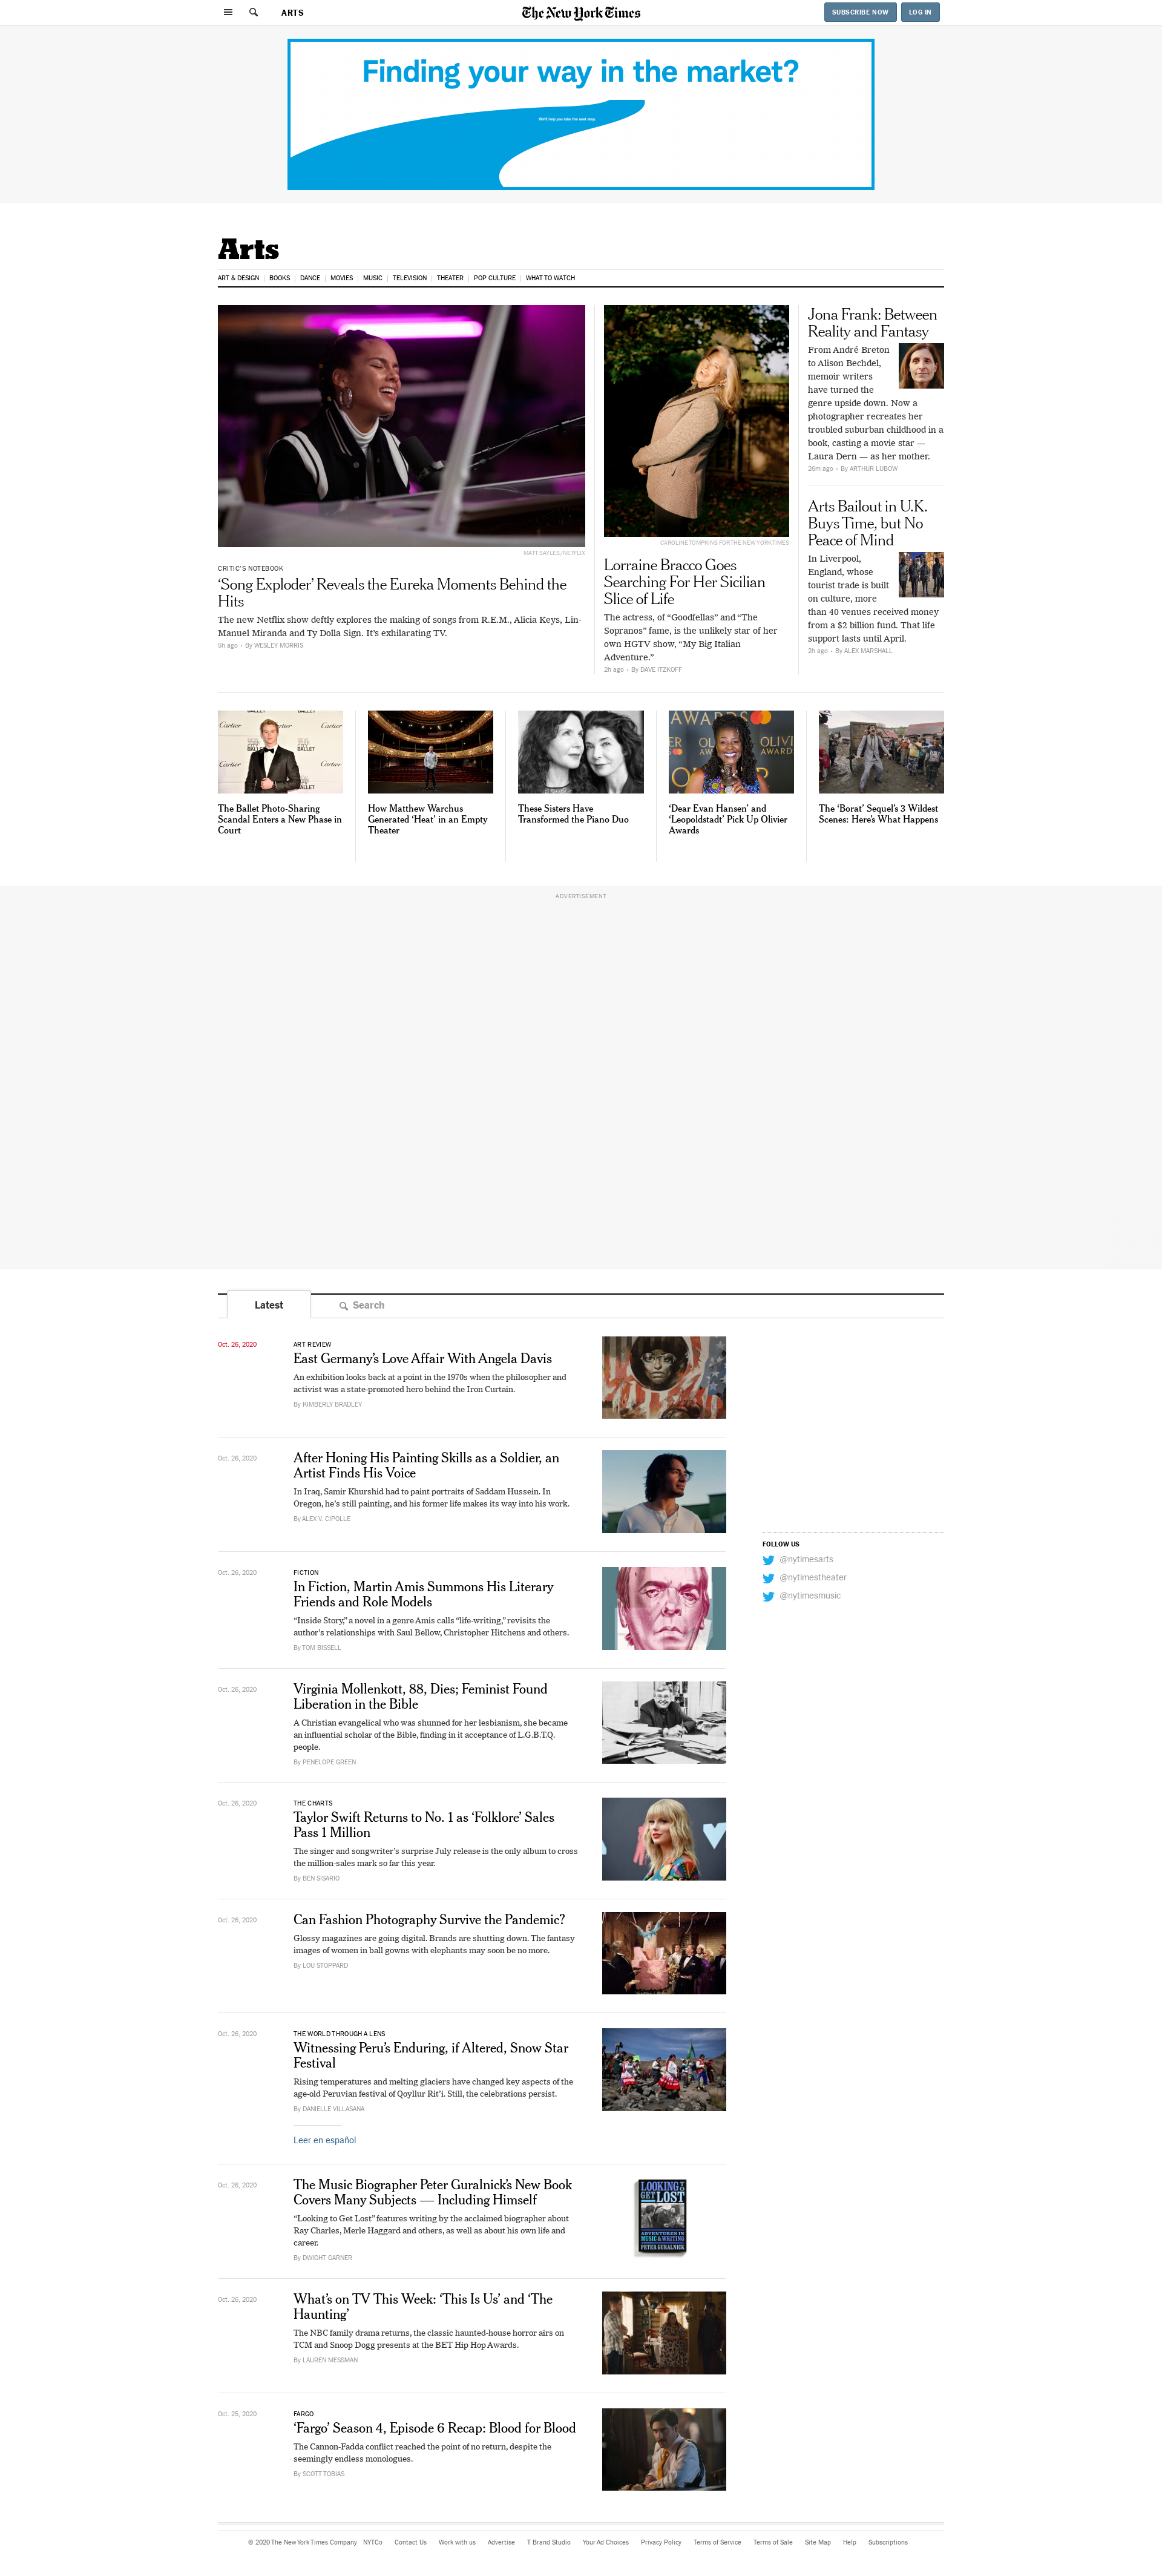 ARTS
The New York Times
SUBSCRIBE NOW
LOG IN
Finding your way in the market?
We'll help you take the next step.
Arts
ART & DESIGN
BOOKS
DANCE
MOVIES
MUSIC
TELEVISION
THEATER
POP CULTURE
WHAT TO WATCH
MATT SAYLES/NETFLIX
CRITIC'S NOTEBOOK
‘Song Exploder’ Reveals the Eureka Moments Behind the
Hits
The new Netflix show deftly explores the making of songs from R.E.M., Alicia Keys, Lin-
Manuel Miranda and Ty Dolla Sign. It’s exhilarating TV.
5h ago • By WESLEY MORRIS
CAROLINE TOMPKINS FOR THE NEW YORK TIMES
Lorraine Bracco Goes
Searching For Her Sicilian
Slice of Life
The actress, of “Goodfellas” and “The
Sopranos” fame, is the unlikely star of her
own HGTV show, “My Big Italian
Adventure.”
2h ago • By DAVE ITZKOFF
Jona Frank: Between
Reality and Fantasy
From André Breton
to Alison Bechdel,
memoir writers
have turned the
genre upside down. Now a
photographer recreates her
troubled suburban childhood in a
book, casting a movie star —
Laura Dern — as her mother.
26m ago • By ARTHUR LUBOW
Arts Bailout in U.K.
Buys Time, but No
Peace of Mind
In Liverpool,
England, whose
tourist trade is built
on culture, more
than 40 venues received money
from a $2 billion fund. That life
support lasts until April.
2h ago • By ALEX MARSHALL
The Ballet Photo-Sharing
Scandal Enters a New Phase in
Court
How Matthew Warchus
Generated ‘Heat’ in an Empty
Theater
These Sisters Have
Transformed the Piano Duo
‘Dear Evan Hansen’ and
‘Leopoldstadt’ Pick Up Olivier
Awards
The ‘Borat’ Sequel’s 3 Wildest
Scenes: Here’s What Happens
ADVERTISEMENT
Latest
Search
Oct. 26, 2020
ART REVIEW
East Germany’s Love Affair With Angela Davis
An exhibition looks back at a point in the 1970s when the philosopher and
activist was a state-promoted hero behind the Iron Curtain.
By KIMBERLY BRADLEY
Oct. 26, 2020
After Honing His Painting Skills as a Soldier, an
Artist Finds His Voice
In Iraq, Samir Khurshid had to paint portraits of Saddam Hussein. In
Oregon, he’s still painting, and his former life makes its way into his work.
By ALEX V. CIPOLLE
FOLLOW US
@nytimesarts
@nytimestheater
@nytimesmusic
Oct. 26, 2020
FICTION
In Fiction, Martin Amis Summons His Literary
Friends and Role Models
“Inside Story,” a novel in a genre Amis calls “life-writing,” revisits the
author’s relationships with Saul Bellow, Christopher Hitchens and others.
By TOM BISSELL
Oct. 26, 2020
Virginia Mollenkott, 88, Dies; Feminist Found
Liberation in the Bible
A Christian evangelical who was shunned for her lesbianism, she became
an influential scholar of the Bible, finding in it acceptance of L.G.B.T.Q.
people.
By PENELOPE GREEN
Oct. 26, 2020
THE CHARTS
Taylor Swift Returns to No. 1 as ‘Folklore’ Sales
Pass 1 Million
The singer and songwriter’s surprise July release is the only album to cross
the million-sales mark so far this year.
By BEN SISARIO
Oct. 26, 2020
Can Fashion Photography Survive the Pandemic?
Glossy magazines are going digital. Brands are shutting down. The fantasy
images of women in ball gowns with elephants may soon be no more.
By LOU STOPPARD
Oct. 26, 2020
THE WORLD THROUGH A LENS
Witnessing Peru’s Enduring, if Altered, Snow Star
Festival
Rising temperatures and melting glaciers have changed key aspects of the
age-old Peruvian festival of Qoyllur Rit’i. Still, the celebrations persist.
By DANIELLE VILLASANA
Leer en español
Oct. 26, 2020
The Music Biographer Peter Guralnick’s New Book
Covers Many Subjects — Including Himself
“Looking to Get Lost” features writing by the acclaimed biographer about
Ray Charles, Merle Haggard and others, as well as about his own life and
career.
By DWIGHT GARNER
LOOKING TO
GET LOST
ADVENTURES IN
MUSIC & WRITING
PETER GURALNICK
Oct. 26, 2020
What’s on TV This Week: ‘This Is Us’ and ‘The
Haunting’
The NBC family drama returns, the classic haunted-house horror airs on
TCM and Snoop Dogg presents at the BET Hip Hop Awards.
By LAUREN MESSMAN
Oct. 25, 2020
FARGO
‘Fargo’ Season 4, Episode 6 Recap: Blood for Blood
The Cannon-Fadda conflict reached the point of no return, despite the
seemingly endless monologues.
By SCOTT TOBIAS
© 2020 The New York Times Company NYTCo Contact Us Work with us Advertise T Brand Studio Your Ad Choices Privacy Policy Terms of Service Terms of Sale Site Map Help Subscriptions